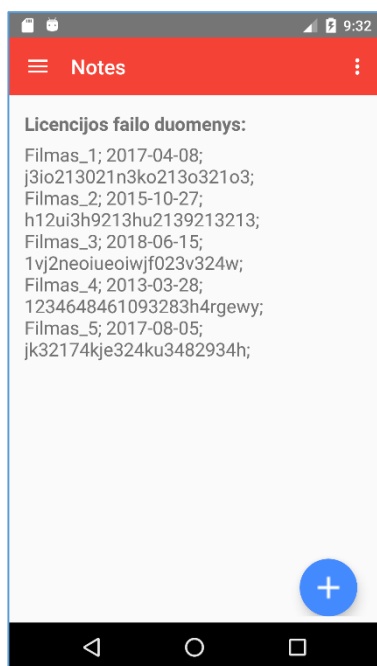 9:32
Notes
Licencijos failo duomenys:
Filmas_1; 2017-04-08;
j3io213021n3ko213o321o3;
Filmas_2; 2015-10-27;
h12ui3h9213hu2139213213;
Filmas_3; 2018-06-15;
1vj2neoiueoiwjf023v324w;
Filmas_4; 2013-03-28;
1234648461093283h4rgewy;
Filmas_5; 2017-08-05;
jk32174kje324ku3482934h;